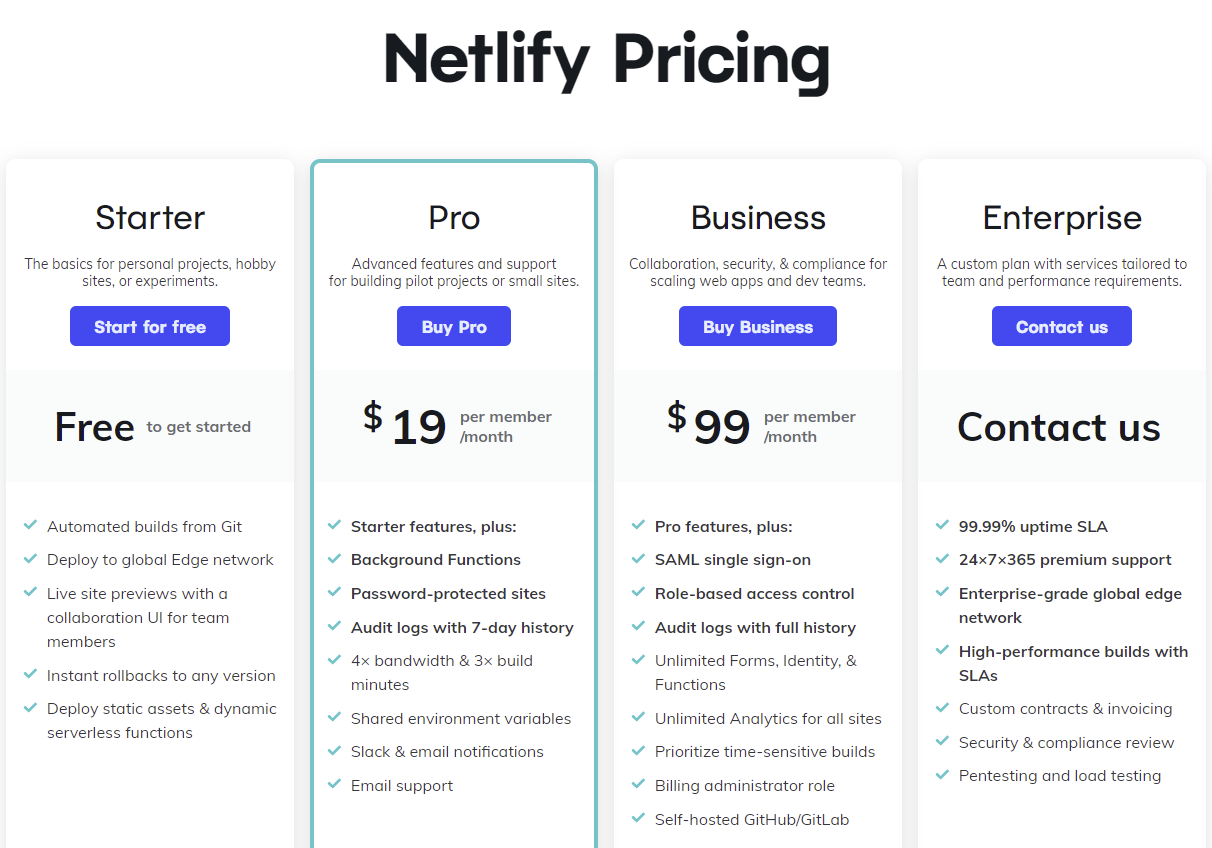 Netlify Pricing
Starter
The basics for personal projects, hobby
sites, or experiments.
Start for free
Free to get started
Automated builds from Git
Deploy to global Edge network
Live site previews with a
collaboration UI for team
members
Instant rollbacks to any version
Deploy static assets & dynamic
serverless functions
Pro
Advanced features and support
for building pilot projects or small sites.
Buy Pro
$ 19 per member
/month
Starter features, plus:
Background Functions
Password-protected sites
Audit logs with 7-day history
4× bandwidth & 3× build
minutes
Shared environment variables
Slack & email notifications
Email support
Business
Collaboration, security, & compliance for
scaling web apps and dev teams.
Buy Business
$ 99 per member
/month
Pro features, plus:
SAML single sign-on
Role-based access control
Audit logs with full history
Unlimited Forms, Identity, &
Functions
Unlimited Analytics for all sites
Prioritize time-sensitive builds
Billing administrator role
Self-hosted GitHub/GitLab
Enterprise
A custom plan with services tailored to
team and performance requirements.
Contact us
Contact us
99.99% uptime SLA
24×7×365 premium support
Enterprise-grade global edge
network
High-performance builds with
SLAs
Custom contracts & invoicing
Security & compliance review
Pentesting and load testing